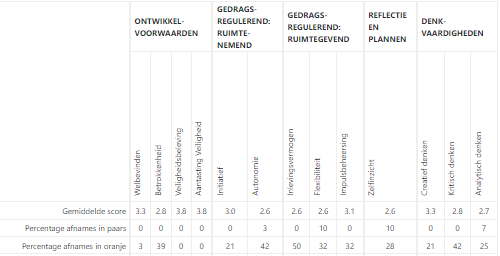 ONTWIKKEL-
VOORWAARDEN
GEDRAGS-
REGULEREND:
RUIMTE-
NEMEND
GEDRAGS-
REGULEREND:
RUIMTEGEVEND
REFLECTIE
EN
PLANNEN
DENK-
VAARDIGHEDEN
Welbevinden
Betrokkenheid
Veiligheidsbeleving
Aantasting Veiligheid
Initiatief
Autonomie
Inlevingsvermogen
Flexibiliteit
Impulsbeheersing
Zelfinzicht
Creatief denken
Kritisch denken
Analytisch denken
Gemiddelde score 3.3 2.8 3.8 3.8 3.0 2.6 2.6 2.6 3.1 2.6 3.3 2.8 2.7
Percentage afnames in paars 0 0 0 0 0 3 0 10 0 10 0 0 7
Percentage afnames in oranje 3 39 0 0 21 42 50 32 32 28 21 42 25